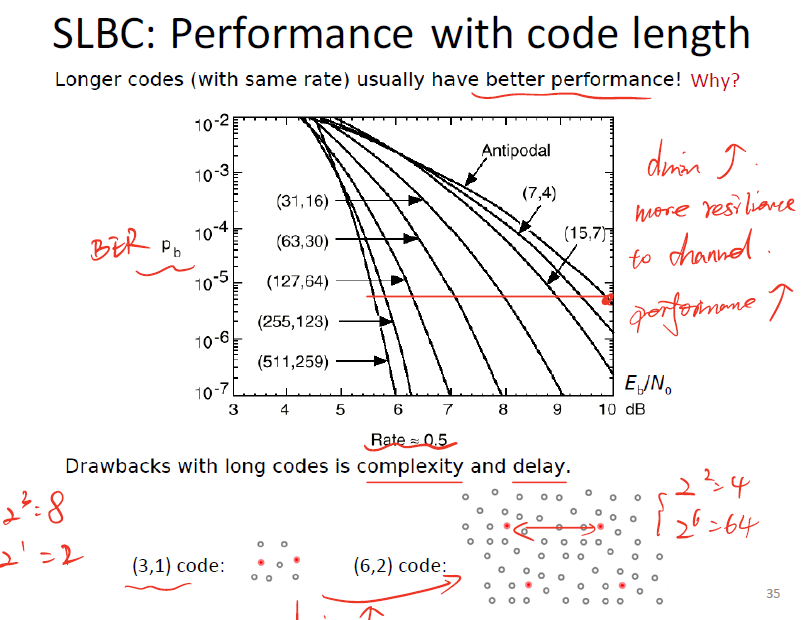 SLBC: Performance with code length
Longer codes (with same rate) usually have better performance! Why?
10-2
10-3
10-4
10-5
10-6
10-7
BER pb
Antipodal
(7,4)
(15,7)
(31,16)
(63,30)
(127,64)
(255,123)
(511,259)
dmin ↑.
more resilience
to channel.
performance ↑
3 4 5 6 7 8 9 10 dB
Eb/N0
Rate ≈ 0.5
Drawbacks with long codes is complexity and delay.
2^3=8
2^1=2
(3,1) code:
(6,2) code:
2^2=4
2^6=64
35